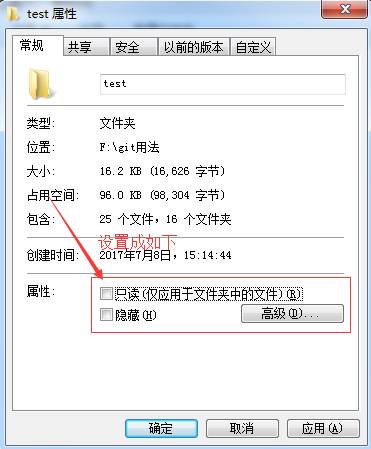 test 属性
常规 共享 安全 以前的版本 自定义
test
类型: 文件夹
位置: F:\git用法
大小: 16.2 KB (16,626 字节)
占用空间: 96.0 KB (98,304 字节)
包含: 25 个文件，16 个文件夹
设置成如下
创建时间: 2017年7月8日，15:14:44
属性: 只读(仅应用于文件夹中的文件)(R)
隐藏(H) 高级(D)...
确定 取消 应用(A)